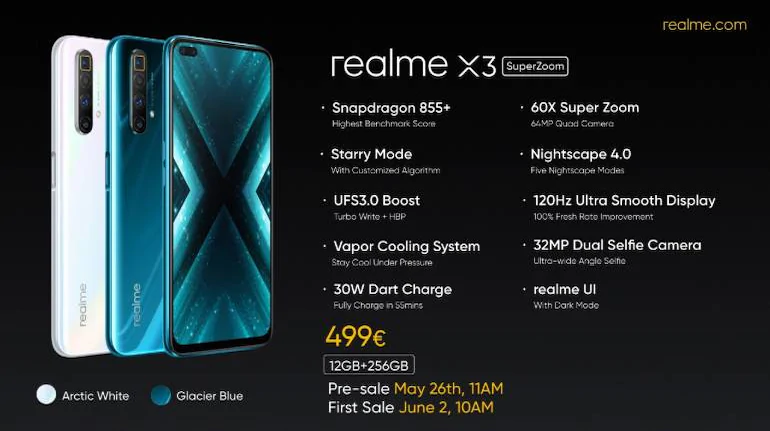 realme.com
realme X3 SuperZoom
· Snapdragon 855+
Highest Benchmark Score
· 60X Super Zoom
64MP Quad Camera
· Starry Mode
With Customized Algorithm
· Nightscape 4.0
Five Nightscape Modes
· UFS3.0 Boost
Turbo Write + HBP
· 120Hz Ultra Smooth Display
100% Fresh Rate Improvement
· Vapor Cooling System
Stay Cool Under Pressure
· 32MP Dual Selfie Camera
Ultra-wide Angle Selfie
· 30W Dart Charge
Fully Charge in 55mins
· realme UI
With Dark Mode
499€
12GB+256GB
Pre-sale May 26th, 11AM
First Sale June 2, 10AM
realme
realme
Arctic White
Glacier Blue